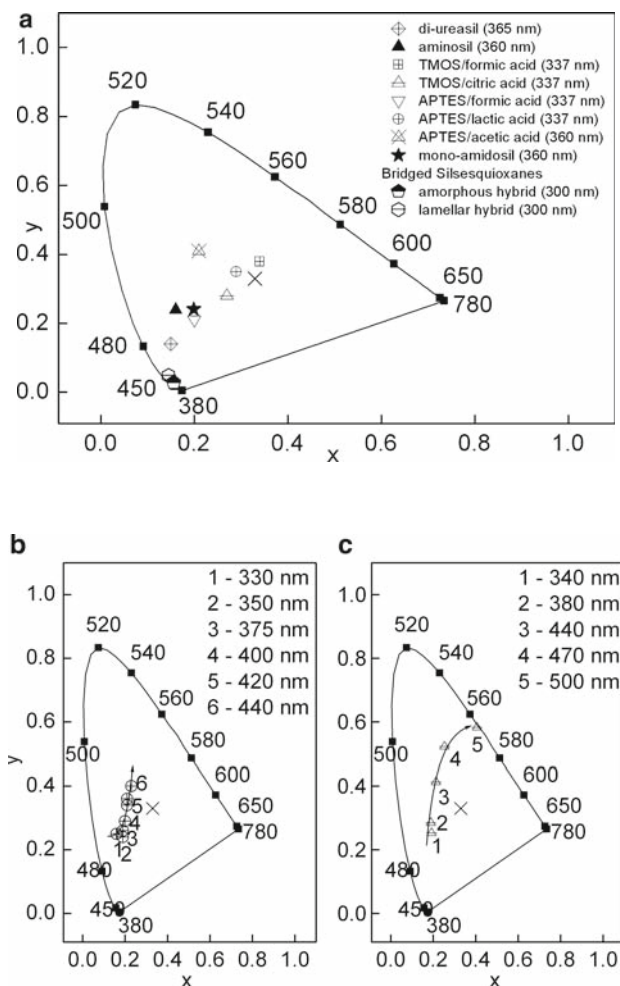 a
di-ureasil (365 nm)
aminosil (360 nm)
TMOS/formic acid (337 nm)
TMOS/citric acid (337 nm)
APTES/formic acid (337 nm)
APTES/lactic acid (337 nm)
APTES/acetic acid (360 nm)
mono-amidosil (360 nm)
Bridged Silsesquioxanes
amorphous hybrid (300 nm)
lamellar hybrid (300 nm)
1.0
0.8
0.6
0.4
0.2
0.0
y
520
540
560
580
600
650
780
500
480
450
380
0.0 0.2 0.4 0.6 0.8 1.0
x
b
1 - 330 nm
2 - 350 nm
3 - 375 nm
4 - 400 nm
5 - 420 nm
6 - 440 nm
1.0
0.8
0.6
0.4
0.2
0.0
y
520
540
560
580
600
650
780
500
480
450
380
6
5
4
3
1
2
0.0 0.2 0.4 0.6 0.8 1.0
x
c
1 - 340 nm
2 - 380 nm
3 - 440 nm
4 - 470 nm
5 - 500 nm
1.0
0.8
0.6
0.4
0.2
0.0
520
540
560
580
600
650
780
500
480
450
380
5
4
3
2
1
0.0 0.2 0.4 0.6 0.8 1.0
x